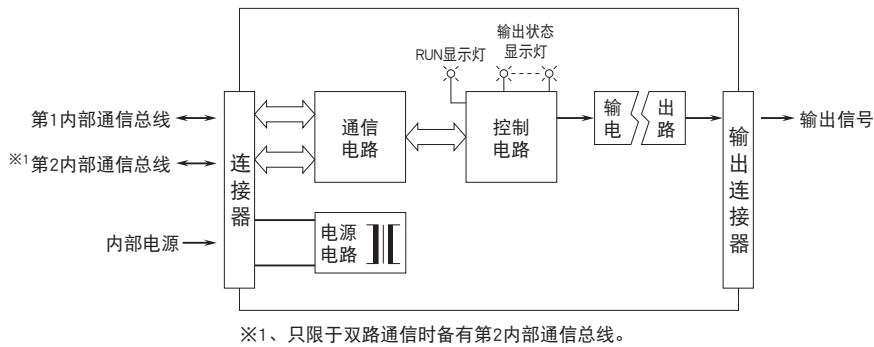 输出状态
显示灯
RUN显示灯
第1内部通信总线
※1第2内部通信总线
内部电源
连接器
通信
电路
控制
电路
输出
电路
电源
电路
输出连接器
输出信号
※1、只限于双路通信时备有第2内部通信总线。